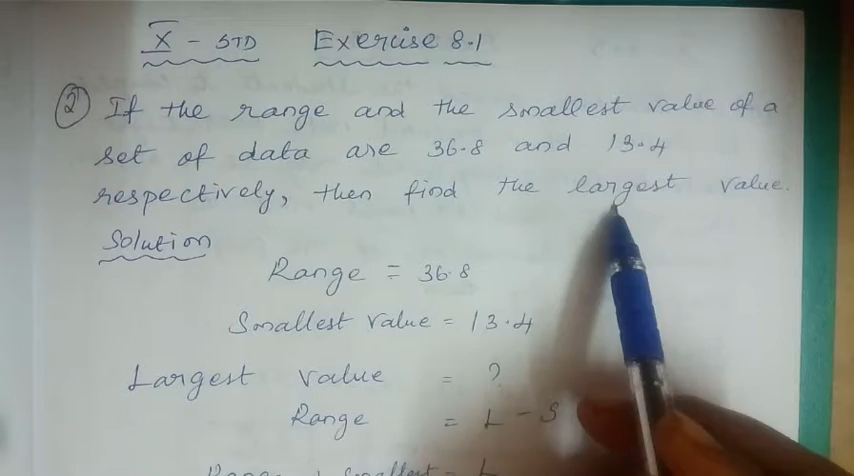 X - STD Exercise 8.1
② If the range and the smallest value of a
set of data are 36.8 and 13.4
respectively, then find the largest value.
Solution
Range = 36.8
Smallest value = 13.4
Largest value = ?
Range = L - S
Range + Smallest = L